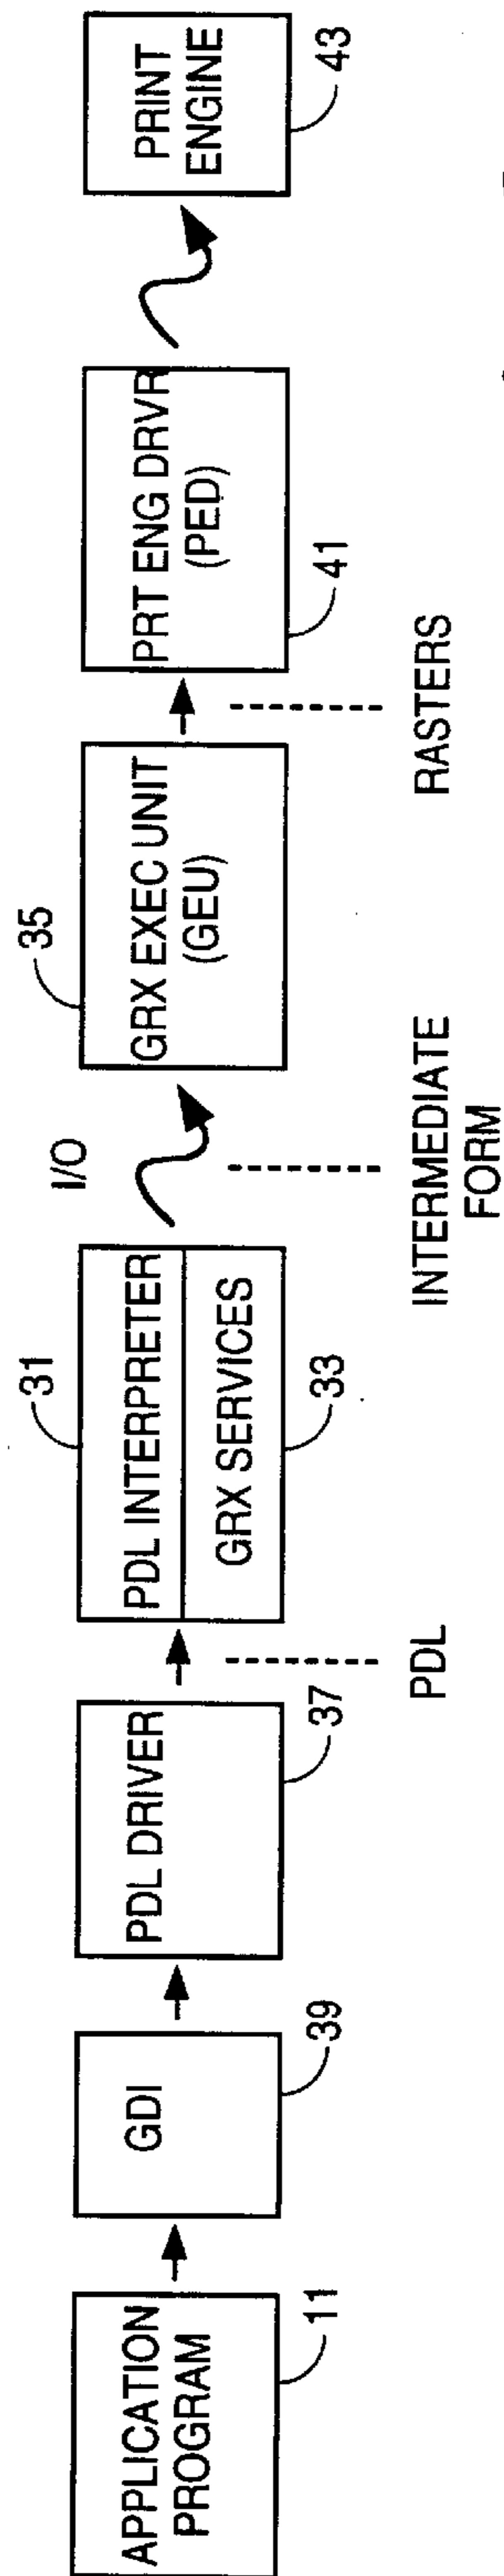 APPLICATION
PROGRAM
11
GDI
39
PDL DRIVER
37
PDL
PDL INTERPRETER
31
GRX SERVICES
33
I/O
INTERMEDIATE
FORM
GRX EXEC UNIT
(GEU)
35
RASTERS
PRT ENG DRVR
(PED)
41
PRINT
ENGINE
43